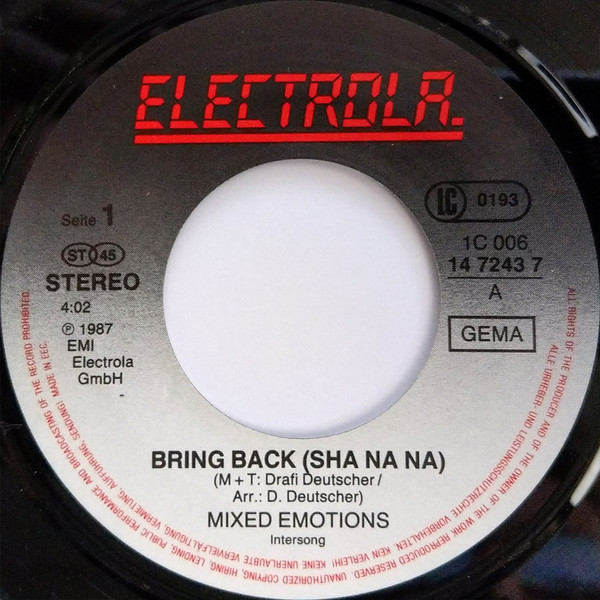 ELECTROLA.
Seite 1
LC 0193
ST 45
STEREO
1C 006
14 7243 7
A
4:02
℗ 1987
EMI
Electrola
GmbH
GEMA
BRING BACK (SHA NA NA)
(M + T: Drafi Deutscher /
Arr.: D. Deutscher)
MIXED EMOTIONS
Intersong
ALL RIGHTS OF THE PRODUCER AND OF THE OWNER OF THE WORK REPRODUCED RESERVED. UNAUTHORIZED COPYING, HIRING, LENDING, PUBLIC PERFORMANCE AND BROADCASTING OF THE RECORD PROHIBITED.
ALLE URHEBER- UND LEISTUNGSSCHUTZRECHTE VORBEHALTEN. KEIN VERLEIH! KEINE UNERLAUBTE VERVIELFÄLTIGUNG, VERMIETUNG, AUFFÜHRUNG, SENDUNG! MADE IN EEC.